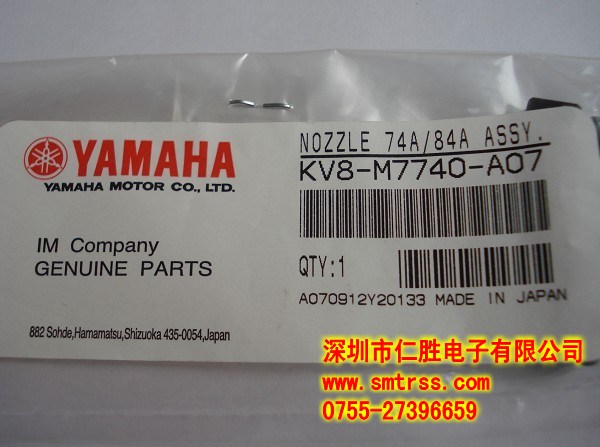 YAMAHA
YAMAHA MOTOR CO., LTD.
IM Company
GENUINE PARTS
882 Sohde,Hamamatsu,Shizuoka 435-0054,Japan
NOZZLE 74A/84A ASSY.
KV8-M7740-A07
QTY:1
A070912Y20133 MADE IN JAPAN
深圳市仁胜电子有限公司
www.smtrss.com
0755-27396659